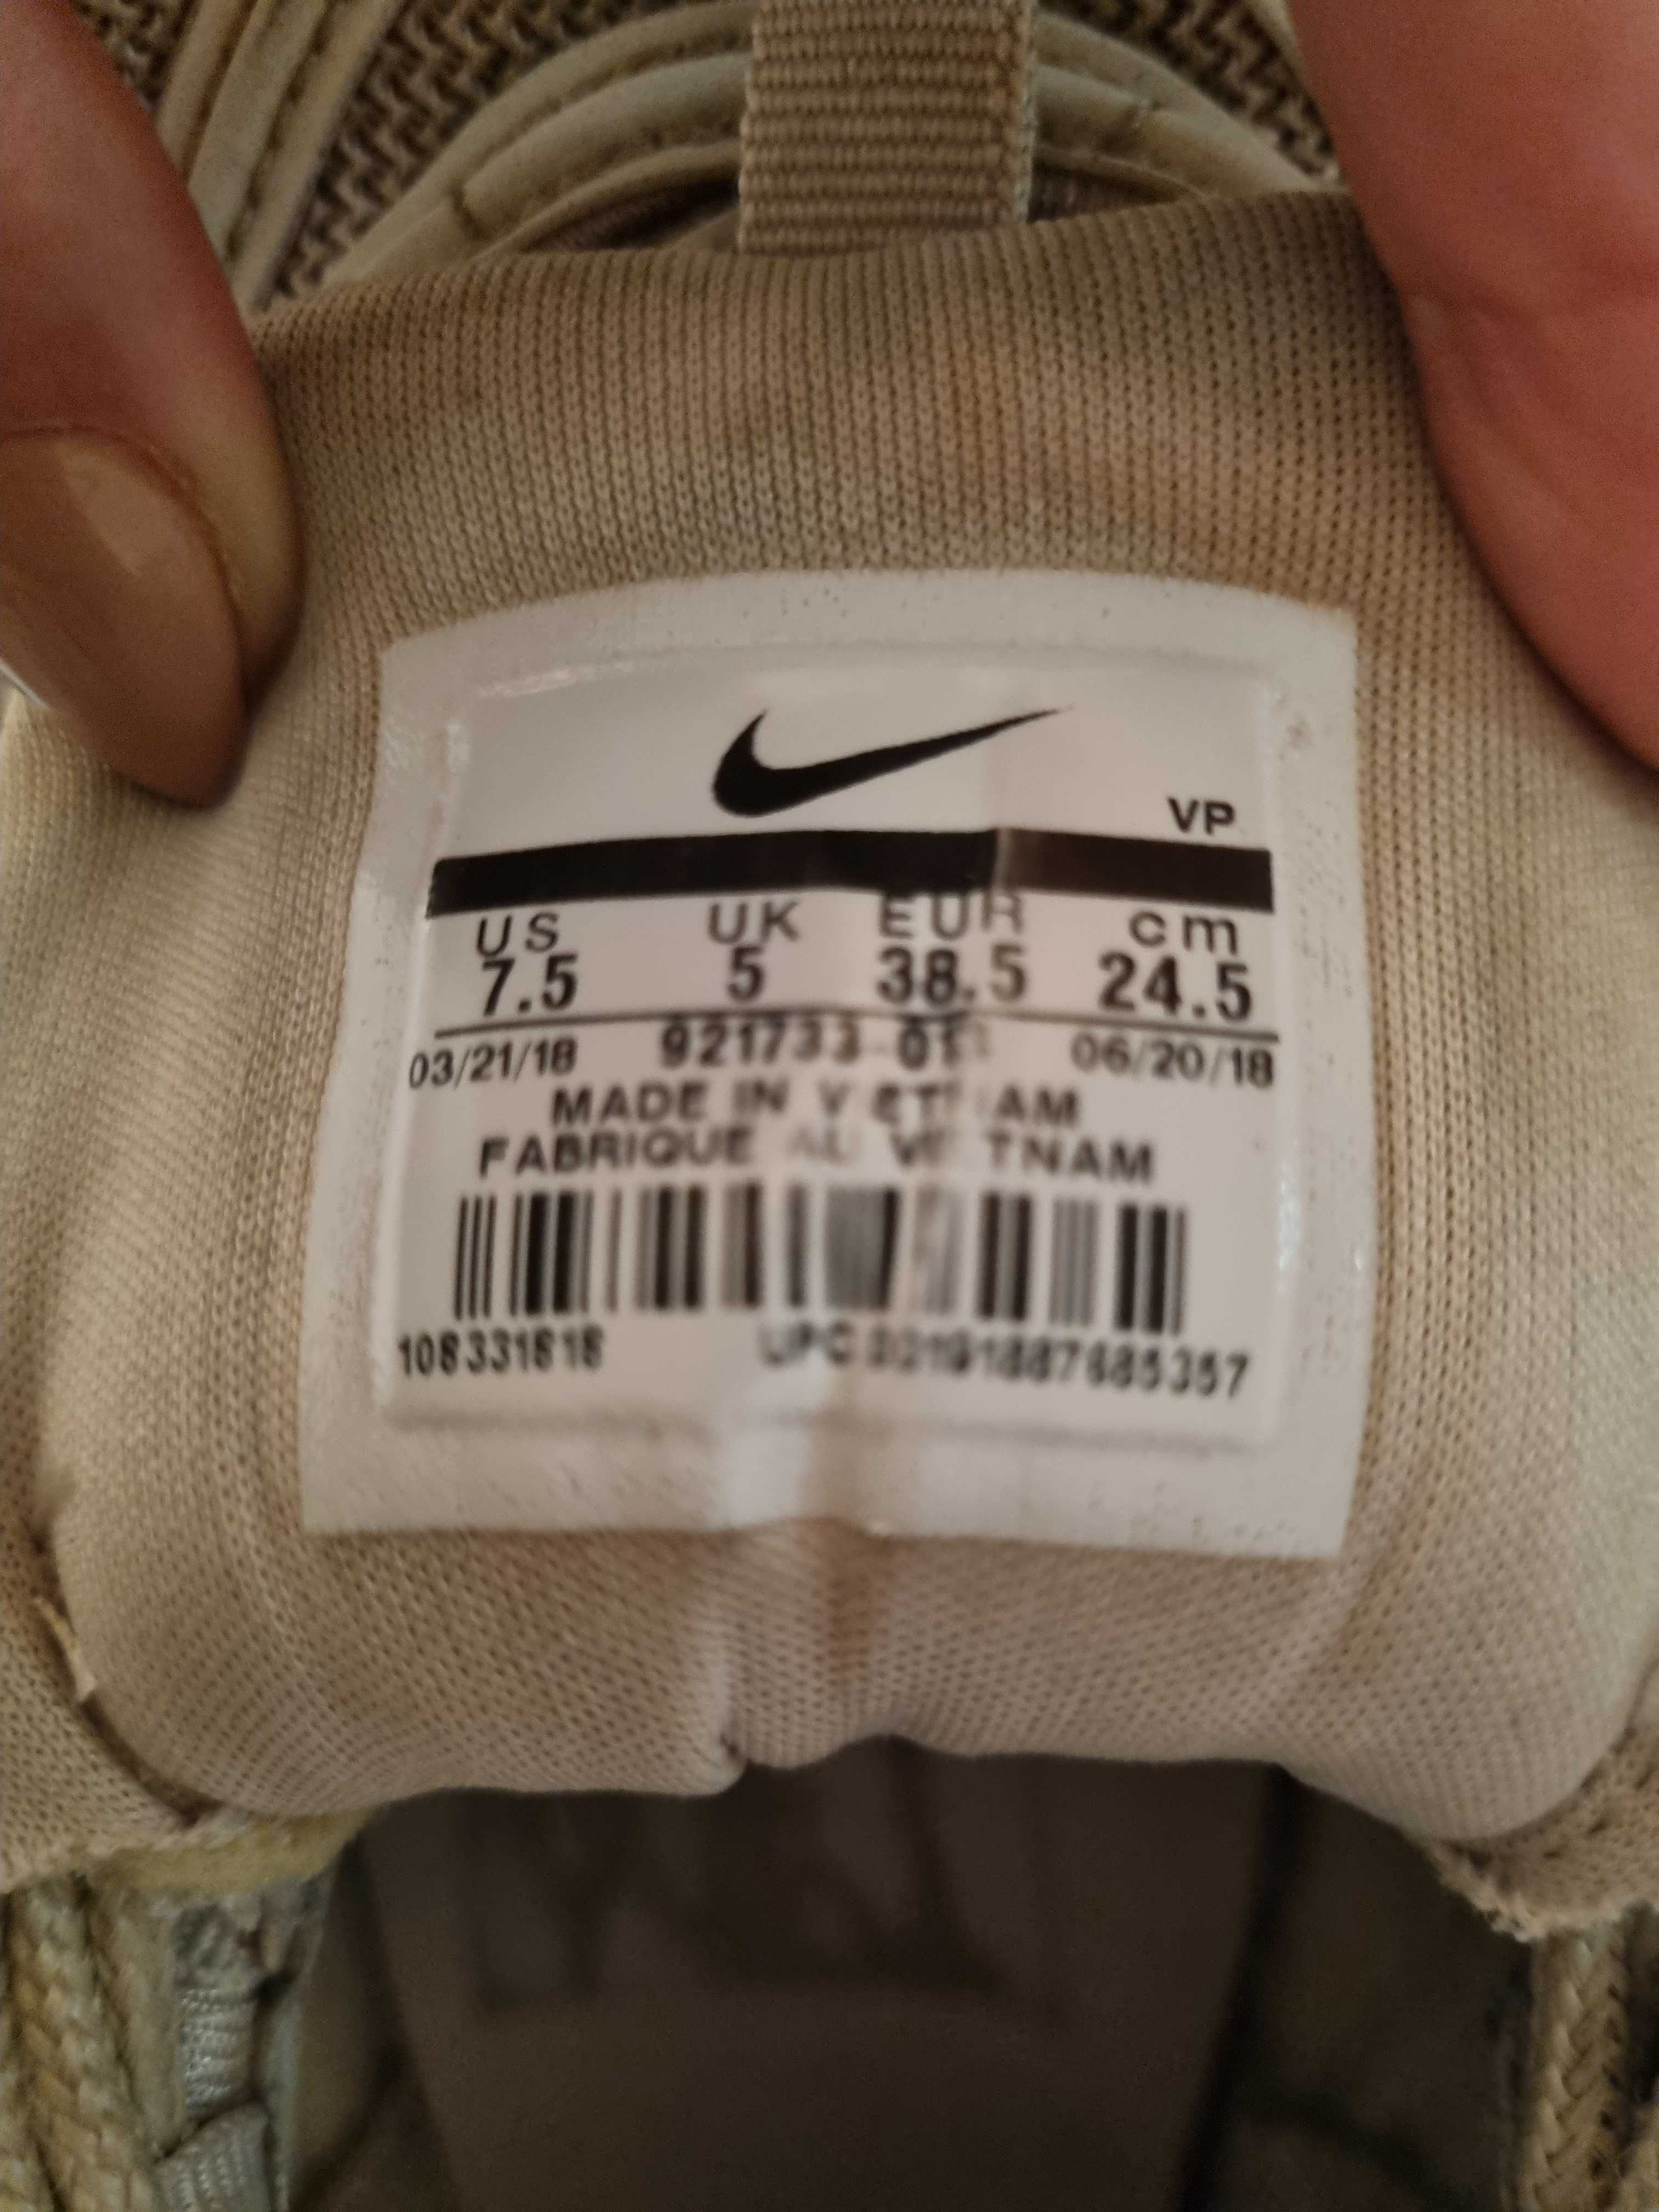 VP
US UK EUR cm
7.5 5 38.5 24.5
03/21/18 06/20/18
MADE IN VIETNAM
FABRIQUE AU VIETNAM
108331818
UPC